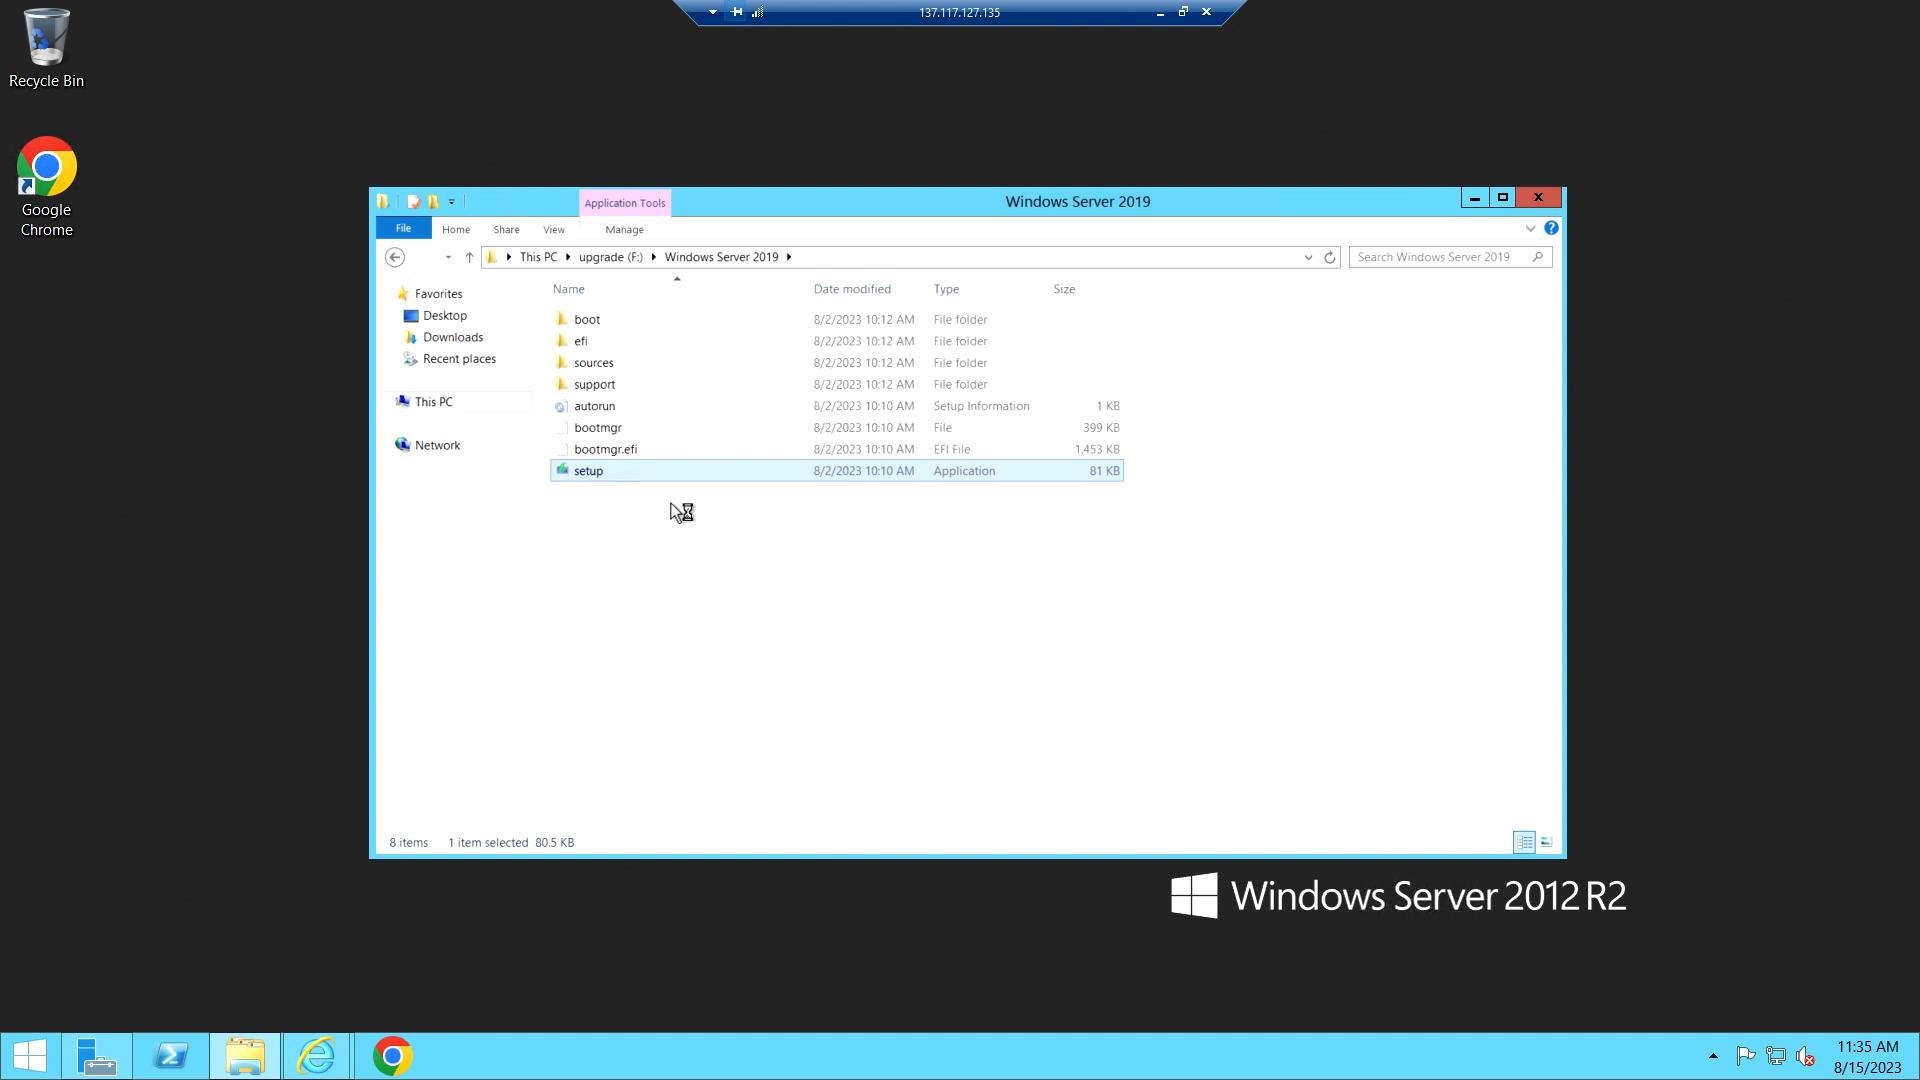 137.117.127.135
Recycle Bin
Google
Chrome
Application Tools
Windows Server 2019
File
Home
Share
View
Manage
This PC
upgrade (F:)
Windows Server 2019
Search Windows Server 2019
Favorites
Desktop
Downloads
Recent places
This PC
Network
Name Date modified Type Size
boot 8/2/2023 10:12 AM File folder
efi 8/2/2023 10:12 AM File folder
sources 8/2/2023 10:12 AM File folder
support 8/2/2023 10:12 AM File folder
autorun 8/2/2023 10:10 AM Setup Information 1 KB
bootmgr 8/2/2023 10:10 AM File 399 KB
bootmgr.efi 8/2/2023 10:10 AM EFI File 1,453 KB
setup 8/2/2023 10:10 AM Application 81 KB
8 items 1 item selected 80.5 KB
Windows Server 2012 R2
11:35 AM
8/15/2023